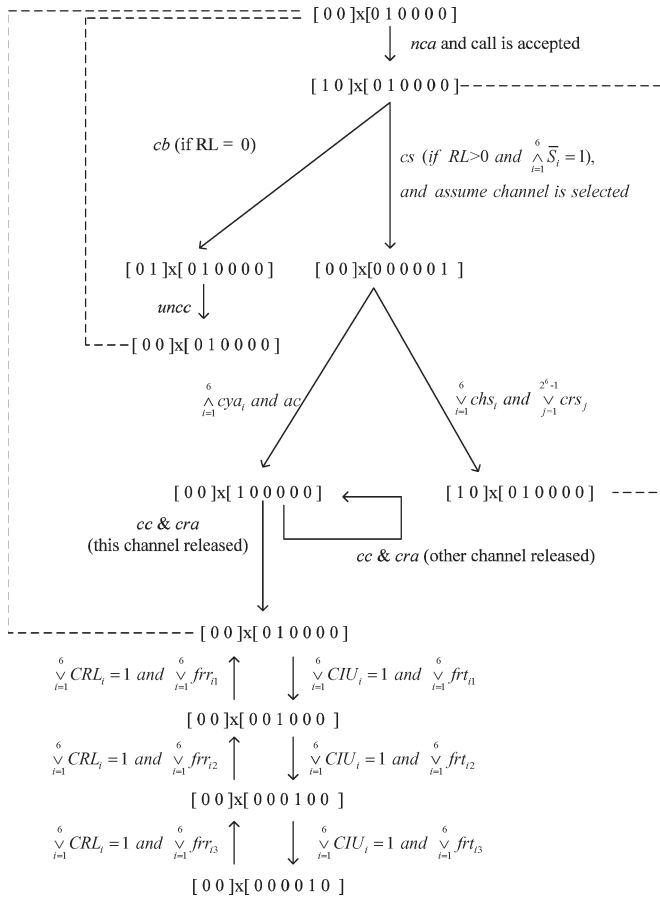 [ 0 0 ]x[0 1 0 0 0 0 ]
nca and call is accepted
[ 1 0 ]x[ 0 1 0 0 0 0 ]
cb (if RL = 0)
cs (if RL>0 and ∧_{i=1}^{6} S̅_i = 1),
and assume channel is selected
[ 0 1 ]x[ 0 1 0 0 0 0 ]
[ 0 0 ]x[0 0 0 0 0 1 ]
uncc
[ 0 0 ]x[ 0 1 0 0 0 0 ]
∧_{i=1}^{6} cya_i and ac
∨_{i=1}^{6} chs_i and ∨_{j=1}^{2^6-1} crs_j
[ 0 0 ]x[ 1 0 0 0 0 0 ]
[ 1 0 ]x[ 0 1 0 0 0 0 ]
cc & cra
(this channel released)
cc & cra (other channel released)
[ 0 0 ]x[ 0 1 0 0 0 0 ]
∨_{i=1}^{6} CRL_i = 1 and ∨_{i=1}^{6} frr_{i1}
∨_{i=1}^{6} CIU_i = 1 and ∨_{i=1}^{6} frt_{i1}
[ 0 0 ]x[ 0 0 1 0 0 0 ]
∨_{i=1}^{6} CRL_i = 1 and ∨_{i=1}^{6} frr_{i2}
∨_{i=1}^{6} CIU_i = 1 and ∨_{i=1}^{6} frt_{i2}
[ 0 0 ]x[ 0 0 0 1 0 0 ]
∨_{i=1}^{6} CRL_i = 1 and ∨_{i=1}^{6} frr_{i3}
∨_{i=1}^{6} CIU_i = 1 and ∨_{i=1}^{6} frt_{i3}
[ 0 0 ]x[ 0 0 0 0 1 0 ]